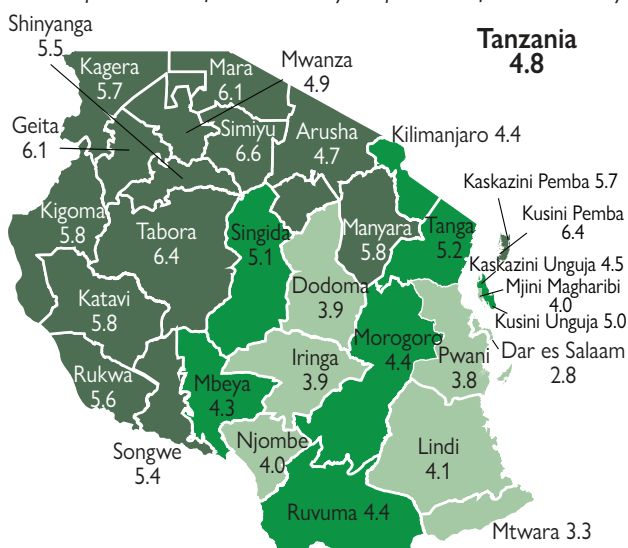 Shinyanga
5.5
Kagera
5.7
Mara
6.1
Mwanza
4.9
Tanzania
4.8
Geita
6.1
Simiyu
6.6
Arusha
4.7
Kilimanjaro 4.4
Kaskazini Pemba 5.7
Kusini Pemba
6.4
Kigoma
5.8
Tabora
6.4
Singida
5.1
Manyara
5.8
Tanga
5.2
Kaskazini Unguja 4.5
Mjini Magharibi
4.0
Kusini Unguja 5.0
Katavi
5.8
Dodoma
3.9
Morogoro
4.4
Pwani
3.8
Dar es Salaam
2.8
Rukwa
5.6
Mbeya
4.3
Iringa
3.9
Songwe
5.4
Njombe
4.0
Lindi
4.1
Ruvuma 4.4
Mtwara 3.3